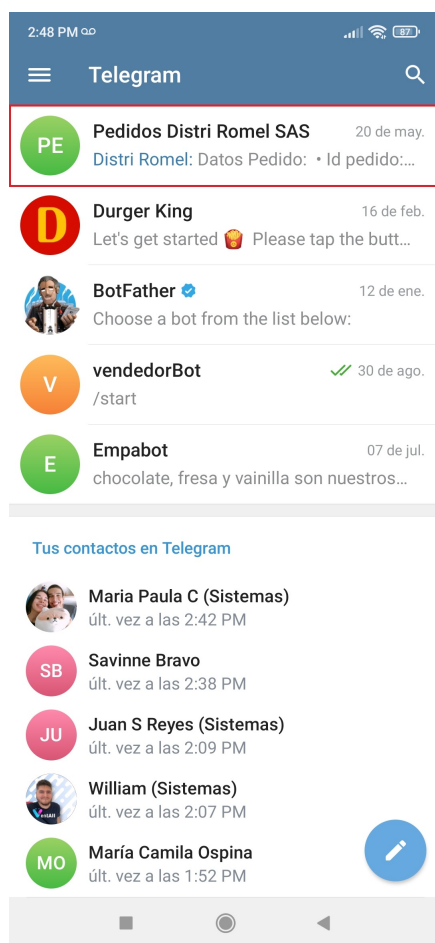 2:48 PM
87
Telegram
PE
Pedidos Distri Romel SAS 20 de may.
Distri Romel: Datos Pedido: • Id pedido:...
D
Durger King 16 de feb.
Let's get started 🍟 Please tap the butt...
BotFather 12 de ene.
Choose a bot from the list below:
V
vendedorBot 30 de ago.
/start
E
Empabot 07 de jul.
chocolate, fresa y vainilla son nuestros...
Tus contactos en Telegram
Maria Paula C (Sistemas)
últ. vez a las 2:42 PM
SB
Savinne Bravo
últ. vez a las 2:38 PM
JU
Juan S Reyes (Sistemas)
últ. vez a las 2:09 PM
William (Sistemas)
últ. vez a las 2:07 PM
MO
María Camila Ospina
últ. vez a las 1:52 PM